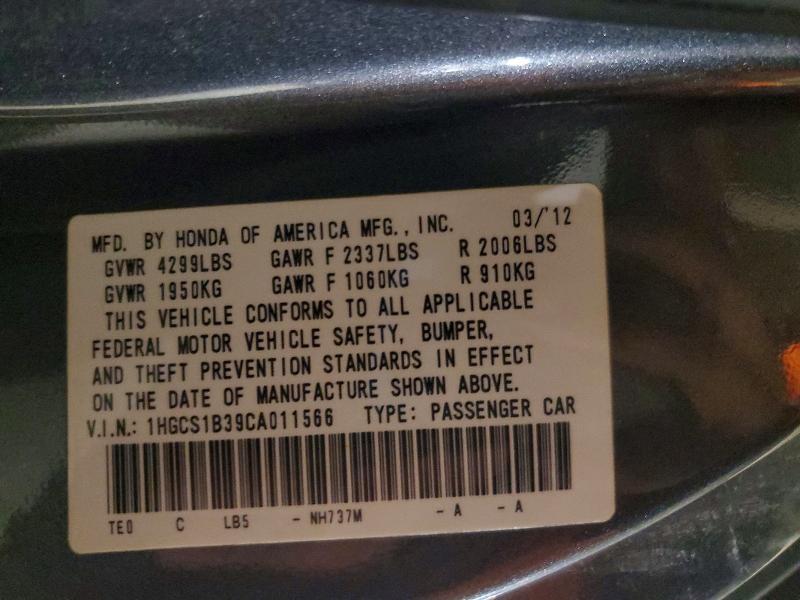 MFD. BY HONDA OF AMERICA MFG., INC. 03/'12
GVWR 4299LBS GAWR F 2337LBS R 2006LBS
GVWR 1950KG GAWR F 1060KG R 910KG
THIS VEHICLE CONFORMS TO ALL APPLICABLE
FEDERAL MOTOR VEHICLE SAFETY, BUMPER,
AND THEFT PREVENTION STANDARDS IN EFFECT
ON THE DATE OF MANUFACTURE SHOWN ABOVE.
V.I.N.: 1HGCS1B39CA011566 TYPE: PASSENGER CAR
TE0 C LB5 - NH737M - A - A